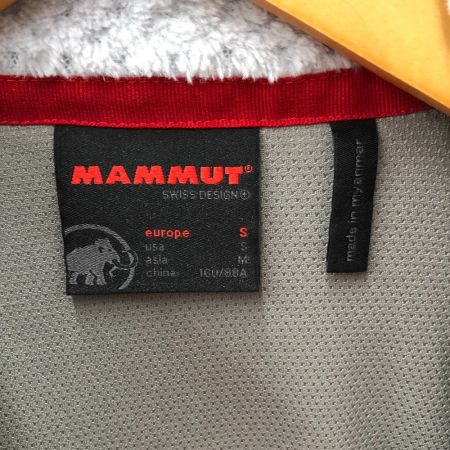 MAMMUT®
SWISS DESIGN
europe S
usa S
asia M
china 160/88A
made in myanmar